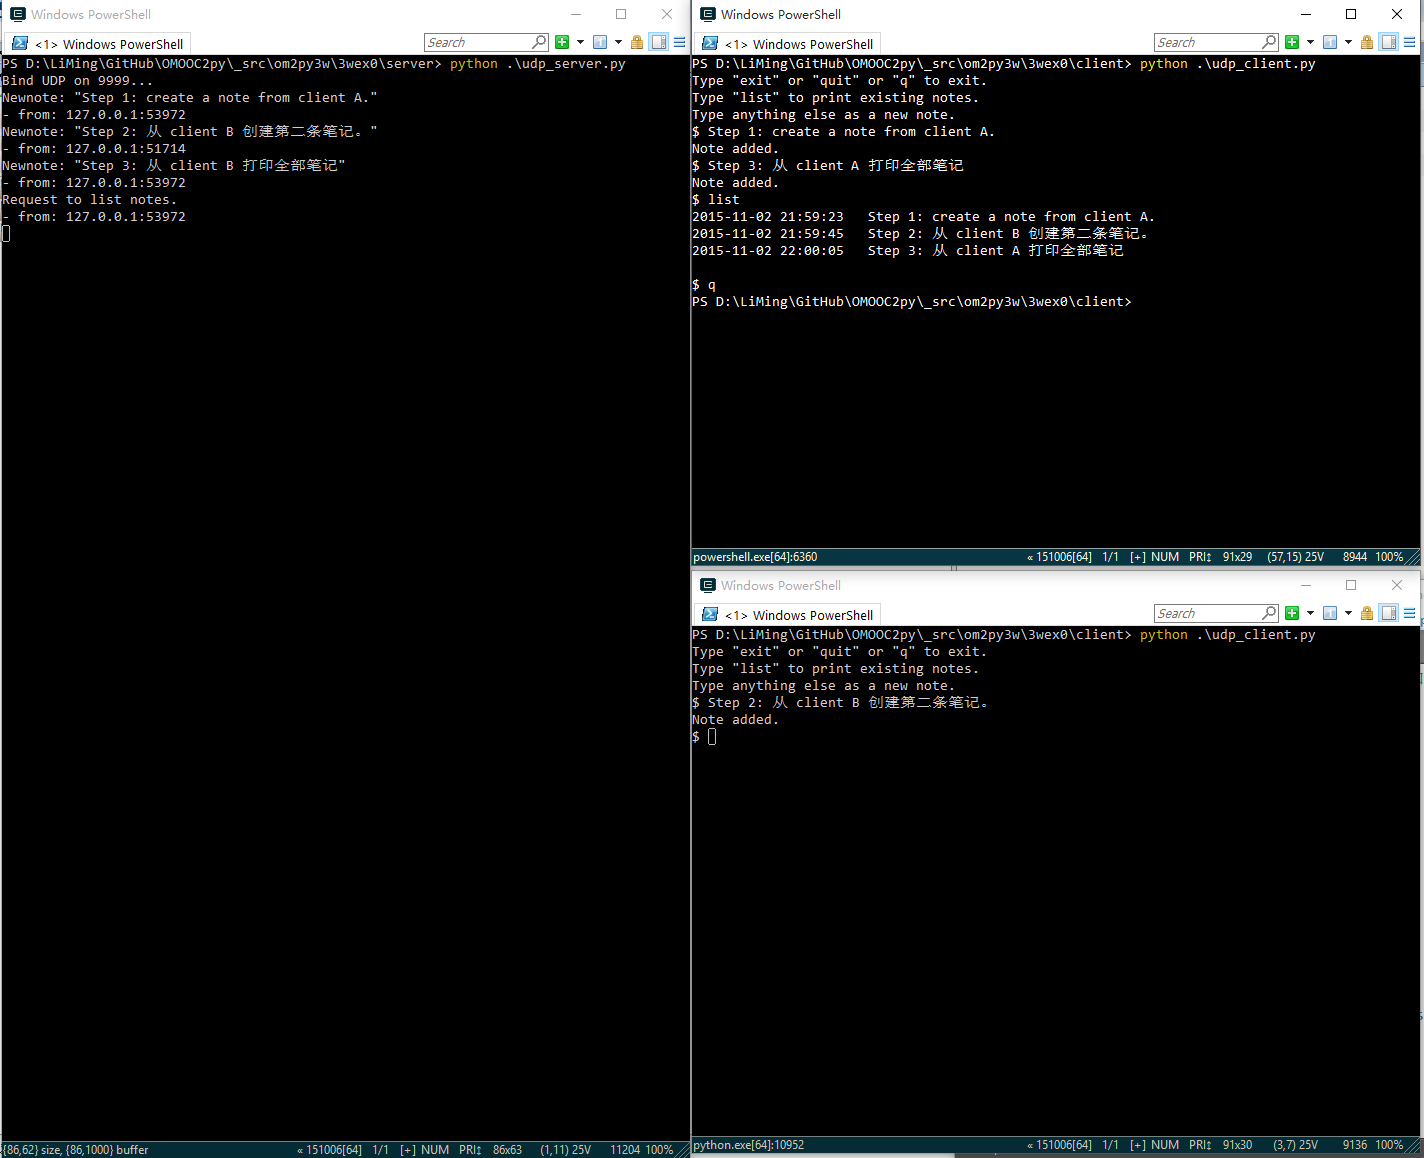 Windows PowerShell
<1> Windows PowerShell
Search
PS D:\LiMing\GitHub\OMOOC2py\_src\om2py3w\3wex0\server> python .\udp_server.py
Bind UDP on 9999...
Newnote: "Step 1: create a note from client A."
- from: 127.0.0.1:53972
Newnote: "Step 2: 从 client B 创建第二条笔记。"
- from: 127.0.0.1:51714
Newnote: "Step 3: 从 client B 打印全部笔记"
- from: 127.0.0.1:53972
Request to list notes.
- from: 127.0.0.1:53972
{86,62} size, {86,1000} buffer
« 151006[64] 1/1 [+] NUM PRI↕ 86x63 (1,11) 25V 11204 100%
Windows PowerShell
<1> Windows PowerShell
Search
PS D:\LiMing\GitHub\OMOOC2py\_src\om2py3w\3wex0\client> python .\udp_client.py
Type "exit" or "quit" or "q" to exit.
Type "list" to print existing notes.
Type anything else as a new note.
$ Step 1: create a note from client A.
Note added.
$ Step 3: 从 client A 打印全部笔记
Note added.
$ list
2015-11-02 21:59:23   Step 1: create a note from client A.
2015-11-02 21:59:45   Step 2: 从 client B 创建第二条笔记。
2015-11-02 22:00:05   Step 3: 从 client A 打印全部笔记
$ q
PS D:\LiMing\GitHub\OMOOC2py\_src\om2py3w\3wex0\client>
powershell.exe[64]:6360
« 151006[64] 1/1 [+] NUM PRI↕ 91x29 (57,15) 25V 8944 100%
Windows PowerShell
<1> Windows PowerShell
Search
PS D:\LiMing\GitHub\OMOOC2py\_src\om2py3w\3wex0\client> python .\udp_client.py
Type "exit" or "quit" or "q" to exit.
Type "list" to print existing notes.
Type anything else as a new note.
$ Step 2: 从 client B 创建第二条笔记。
Note added.
$
python.exe[64]:10952
« 151006[64] 1/1 [+] NUM PRI↕ 91x30 (3,7) 25V 9136 100%